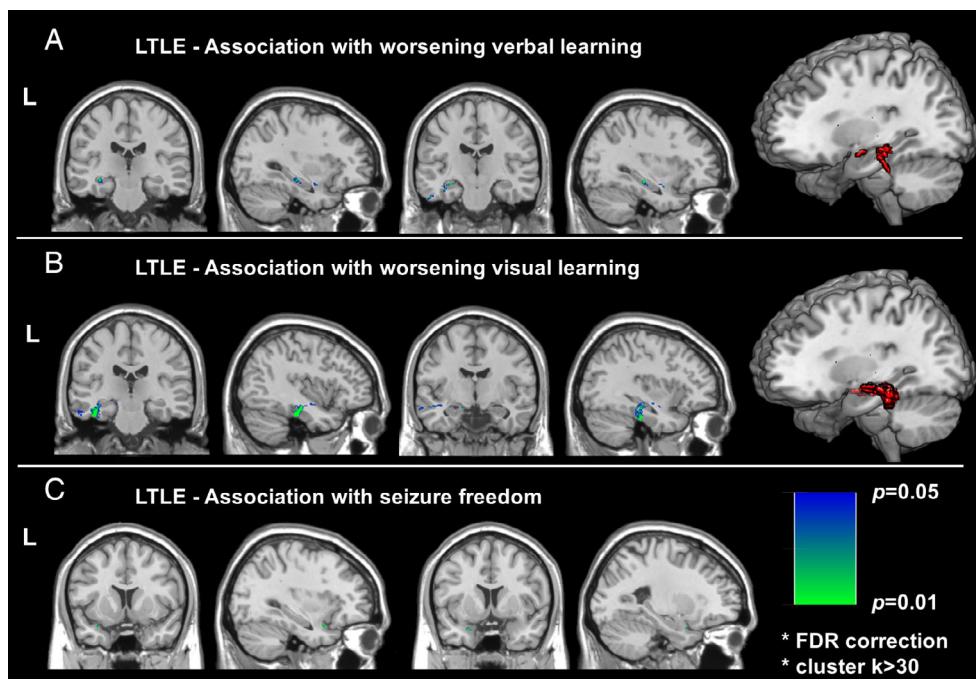 A
LTLE - Association with worsening verbal learning
L
B
LTLE - Association with worsening visual learning
L
C
LTLE - Association with seizure freedom
L
p=0.05
p=0.01
* FDR correction
* cluster k>30